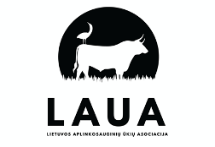 LAUA
LIETUVOS APLINKOSAUGINIŲ ŪKIŲ ASOCIACIJA